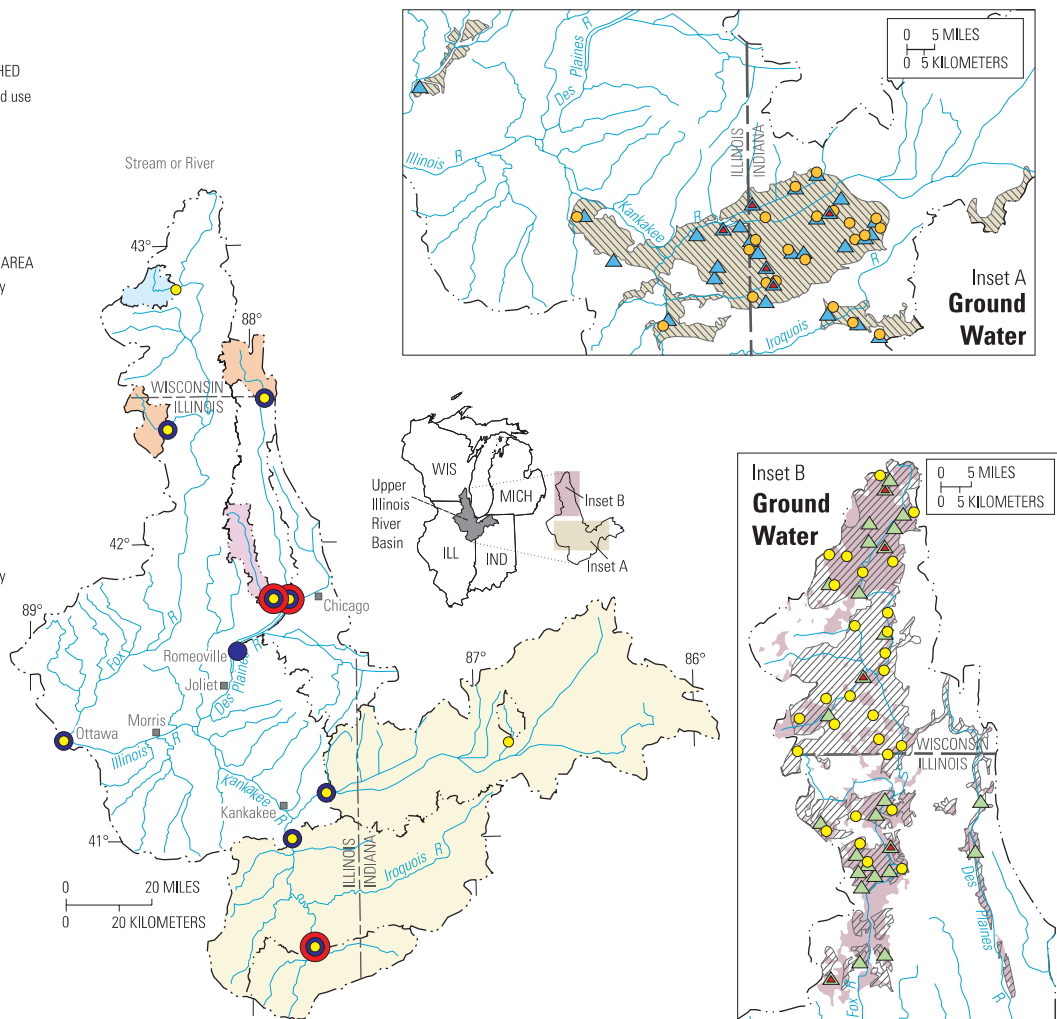 HED
d use
Stream or River
43°
AREA
y
88°
WISCONSIN
ILLINOIS
42°
y
89°
Chicago
Fox R
Romeoville
Joliet
Des Plaines R
87°
86°
Morris
Ottawa
Illinois R
Kankakee R
Kankakee
41°
ILLINOIS
INDIANA
Iroquois R
0 20 MILES
0 20 KILOMETERS
0 5 MILES
0 5 KILOMETERS
Des Plaines R
Illinois R
ILLINOIS
INDIANA
Kankakee R
R
Iroquois
Inset A
Ground
Water
WIS
MICH
Upper
Illinois
River
Basin
ILL
IND
Inset B
Inset A
Inset B
Ground
Water
0 5 MILES
0 5 KILOMETERS
WISCONSIN
ILLINOIS
Des Plaines R
Fox R